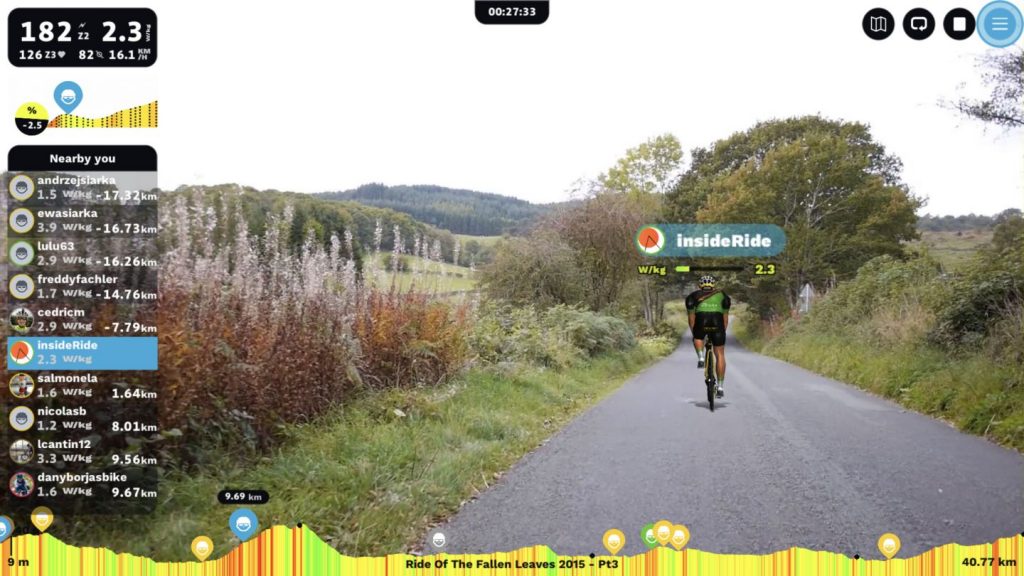 182 Z2 2.3 W/kg
126 Z3 82 16.1 KM/H
00:27:33
%
-2.5
Nearby you
andrzejsiarka
1.5 W/kg -17.32km
ewasiarka
3.9 W/kg -16.73km
lulu63
2.9 W/kg -16.26km
freddyfachler
1.7 W/kg -14.76km
cedricm
2.9 W/kg -7.79km
insideRide
2.3 W/kg
salmonela
1.6 W/kg 1.64km
nicolasb
1.2 W/kg 8.01km
lcantin12
3.3 W/kg 9.56km
danyborjasbike
1.6 W/kg 9.67km
insideRide
W/kg 2.3
9.69 km
9 m
Ride Of The Fallen Leaves 2015 - Pt3
40.77 km